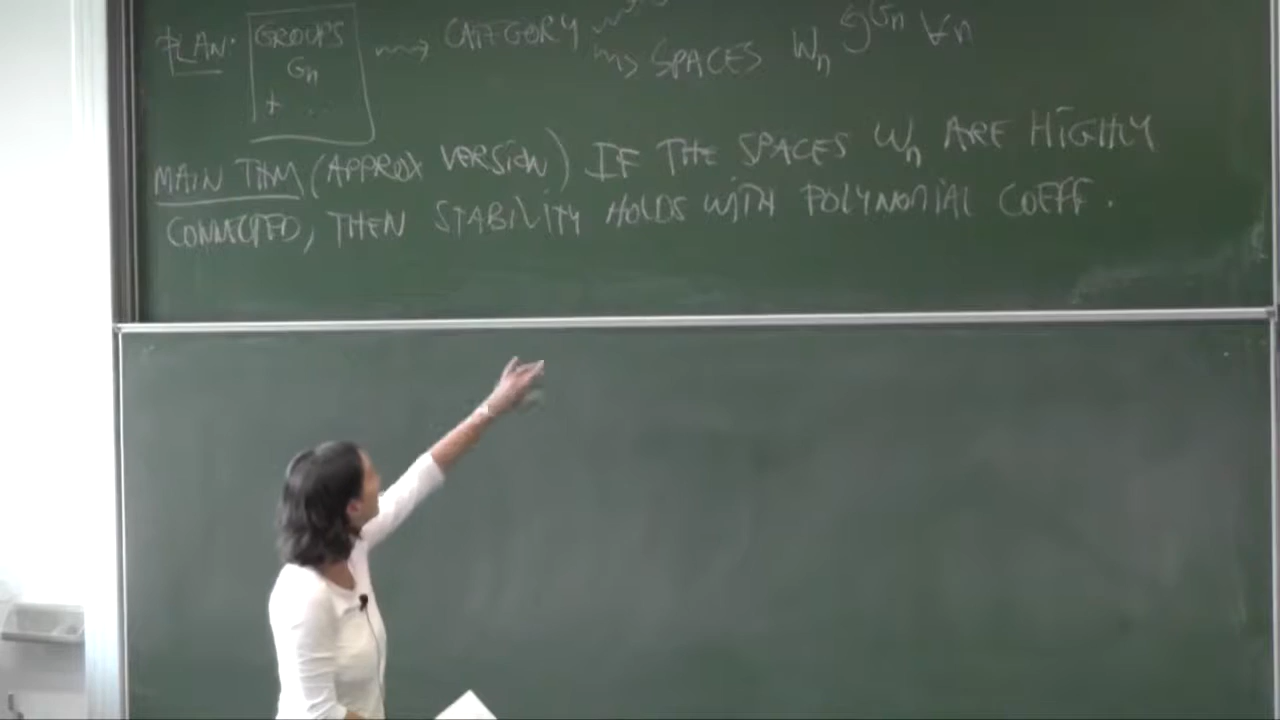 PLAN: GROUPS ⇝ CATEGORY ⇝ SPACES Wn ↺Gn ∀n
Gn
+ ...
MAIN THM (APPROX VERSION) IF THE SPACES Wn ARE HIGHLY
CONNECTED, THEN STABILITY HOLDS WITH POLYNOMIAL COEFF.